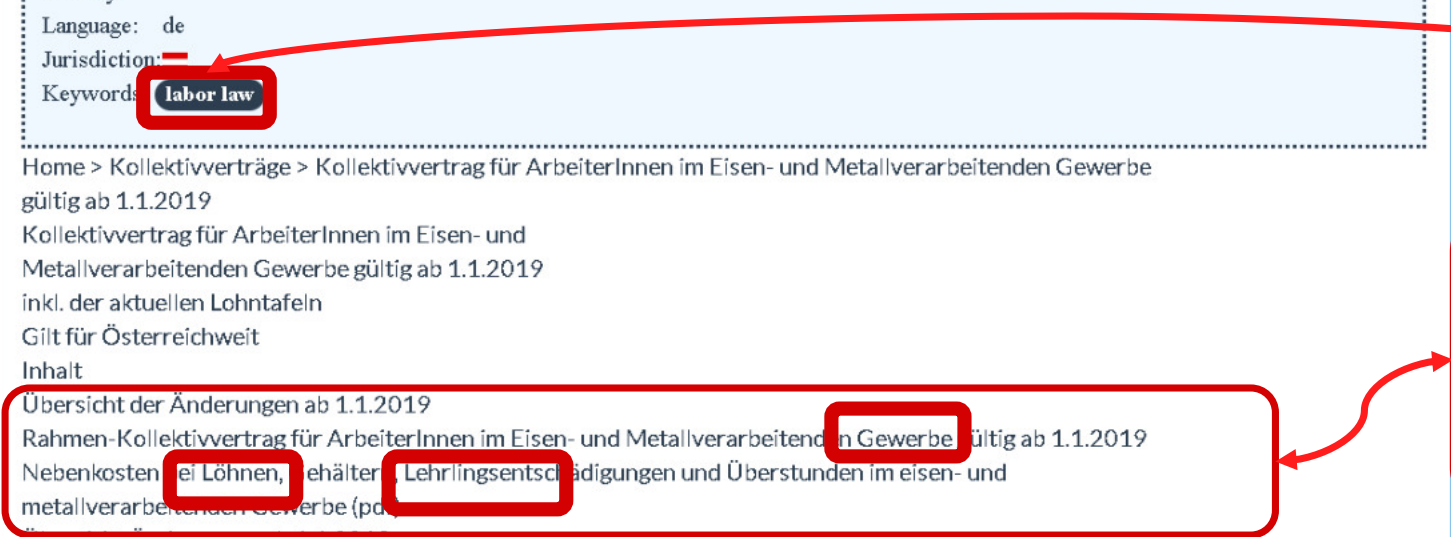 Language: de
Jurisdiction:
Keywords labor law
Home > Kollektivverträge > Kollektivvertrag für ArbeiterInnen im Eisen- und Metallverarbeitenden Gewerbe
gültig ab 1.1.2019
Kollektivvertrag für ArbeiterInnen im Eisen- und
Metallverarbeitenden Gewerbe gültig ab 1.1.2019
inkl. der aktuellen Lohntafeln
Gilt für Österreichweit
Inhalt
Übersicht der Änderungen ab 1.1.2019
Rahmen-Kollektivvertrag für ArbeiterInnen im Eisen- und Metallverarbeitenden Gewerbe ültig ab 1.1.2019
Nebenkosten ei Löhnen, ehälter, Lehrlingsentschädigungen und Überstunden im eisen- und
metallverarbeitenden Gewerbe (pdf)